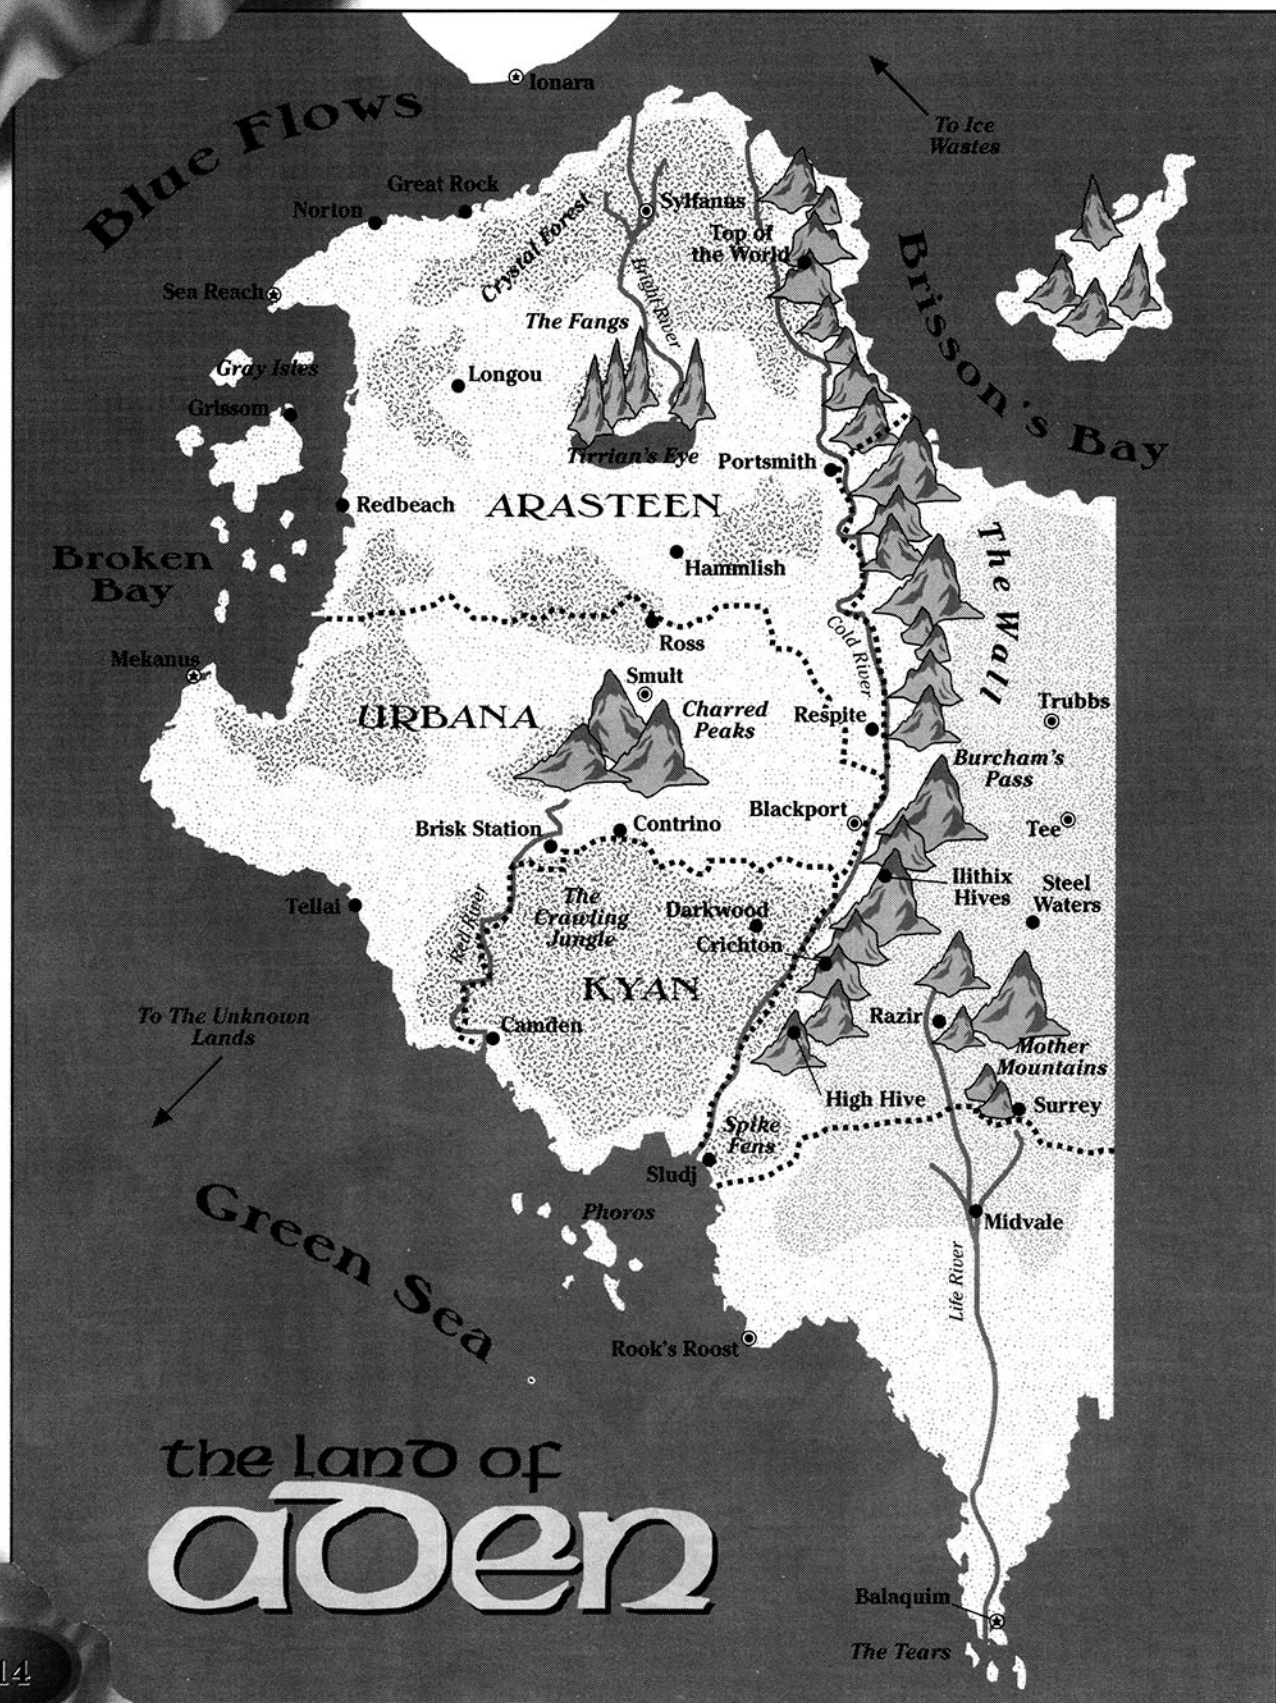 Ionara
Blue Flows
To Ice
Wastes
Great Rock
Norton
Sylfanus
Crystal Forest
Top of
the World
Bright River
Brisson's Bay
Sea Reach
The Fangs
Gray Isles
Longou
Grissom
Tirrian's Eye
Portsmith
Redbeach
ARASTEEN
The Wall
Broken
Bay
Hammlish
Ross
Cold River
Mekanus
Smult
URBANA
Charred
Peaks
Respite
Trubbs
Burcham's
Pass
Blackport
Brisk Station
Contrino
Tee
Ilithix
Hives
Steel
Waters
Tellai
Red River
The
Crawling
Jungle
Darkwood
Crichton
KYAN
To The Unknown
Lands
Camden
Razir
Mother
Mountains
High Hive
Surrey
Spike
Fens
Sludj
Green Sea
Phoros
Midvale
Life River
Rook's Roost
the land of
aden
Balaquim
The Tears
14